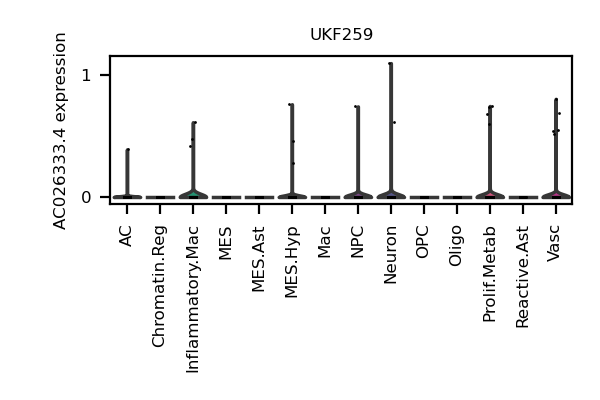 UKF259
AC026333.4 expression
1
0
AC
Chromatin.Reg
Inflammatory.Mac
MES
MES.Ast
MES.Hyp
Mac
NPC
Neuron
OPC
Oligo
Prolif.Metab
Reactive.Ast
Vasc